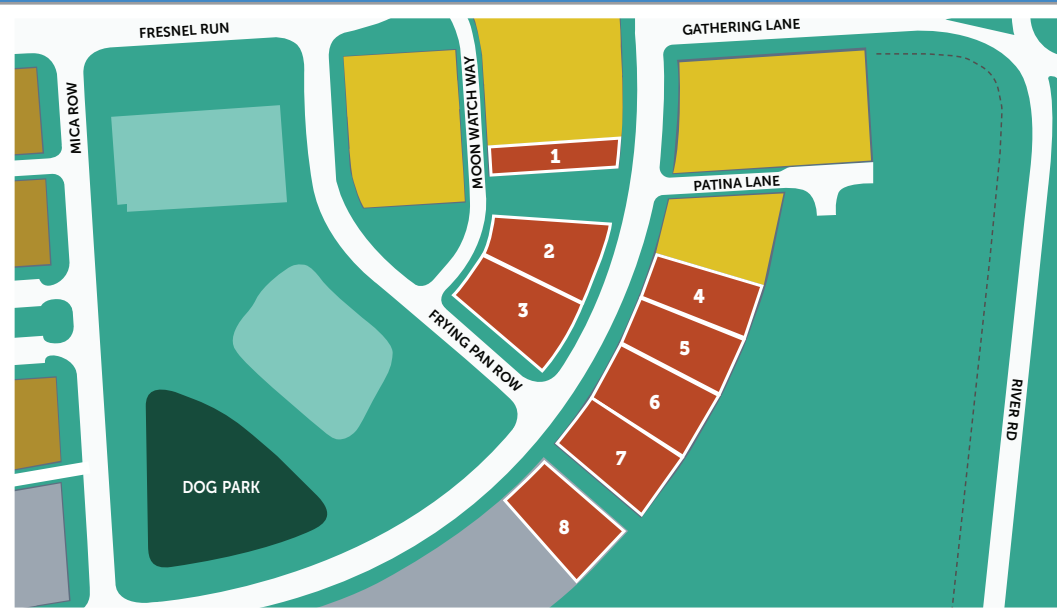 FRESNEL RUN
GATHERING LANE
MICA ROW
MOON WATCH WAY
1
PATINA LANE
2
3
4
5
6
7
8
FRYING PAN ROW
RIVER RD
DOG PARK